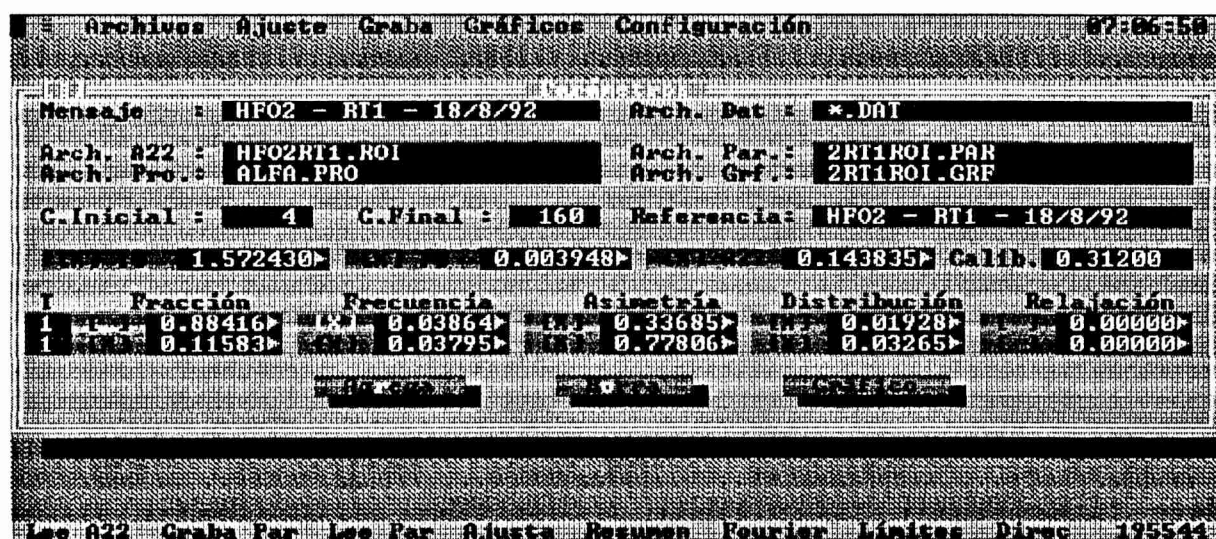 ≡ Archivos Ajuste Graba Gráficos Configuración 07:06:50
Mensaje : HFO2 - RT1 - 18/8/92 Arch. Dat : *.DAT
Arch. A22 : HFO2RT1.ROI Arch. Par.: 2RT1ROI.PAR
Arch. Pro.: ALFA.PRO Arch. Grf.: 2RT1ROI.GRF
C.Inicial : 4 C.Final : 160 Referencia: HFO2 - RT1 - 18/8/92
1.572430► 0.003948► 0.143835► Calib. 0.31200
T Fracción Frecuencia Asimetría Distribución Relajación
1 0.88416► [X] 0.03864► 0.33685► 0.01928► 0.00000►
1 0.11583► 0.03795► 0.77806► 0.03265► 0.00000►
Agrega Borra Gráfico
Lee A22 Graba Par Lee Par Ajusta Resumen Fourier Límites Direc 195544